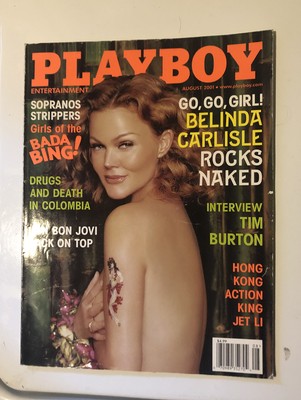 PLAYBOY
ENTERTAINMENT
AUGUST 2001 • www.playboy.com
SOPRANOS
STRIPPERS
Girls of the
BADA
BING!
DRUGS
AND DEATH
IN COLOMBIA
BON JOVI
ON TOP
GO, GO, GIRL!
BELINDA
CARLISLE
ROCKS
NAKED
INTERVIEW
TIM
BURTON
HONG
KONG
ACTION
KING
JET LI
$4.99